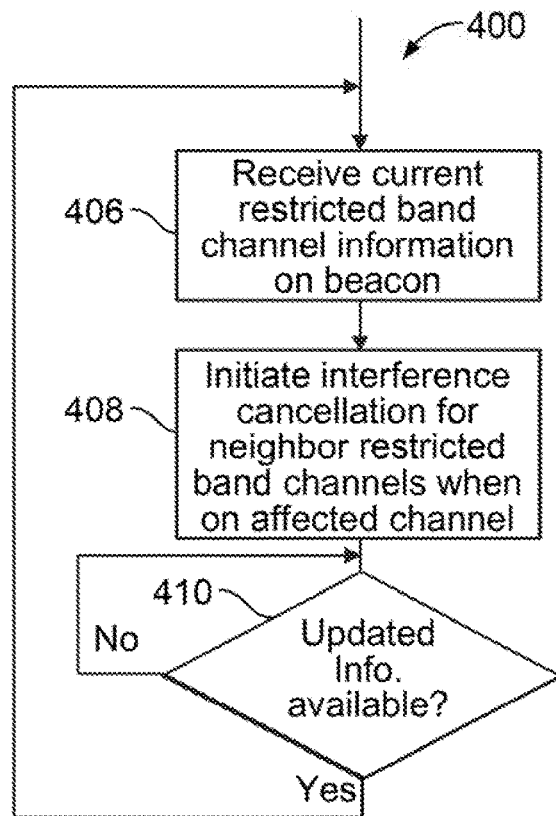 400
406
Receive current
restricted band
channel information
on beacon
408
Initiate interference
cancellation for
neighbor restricted
band channels when
on affected channel
410
No
Updated
Info.
available?
Yes